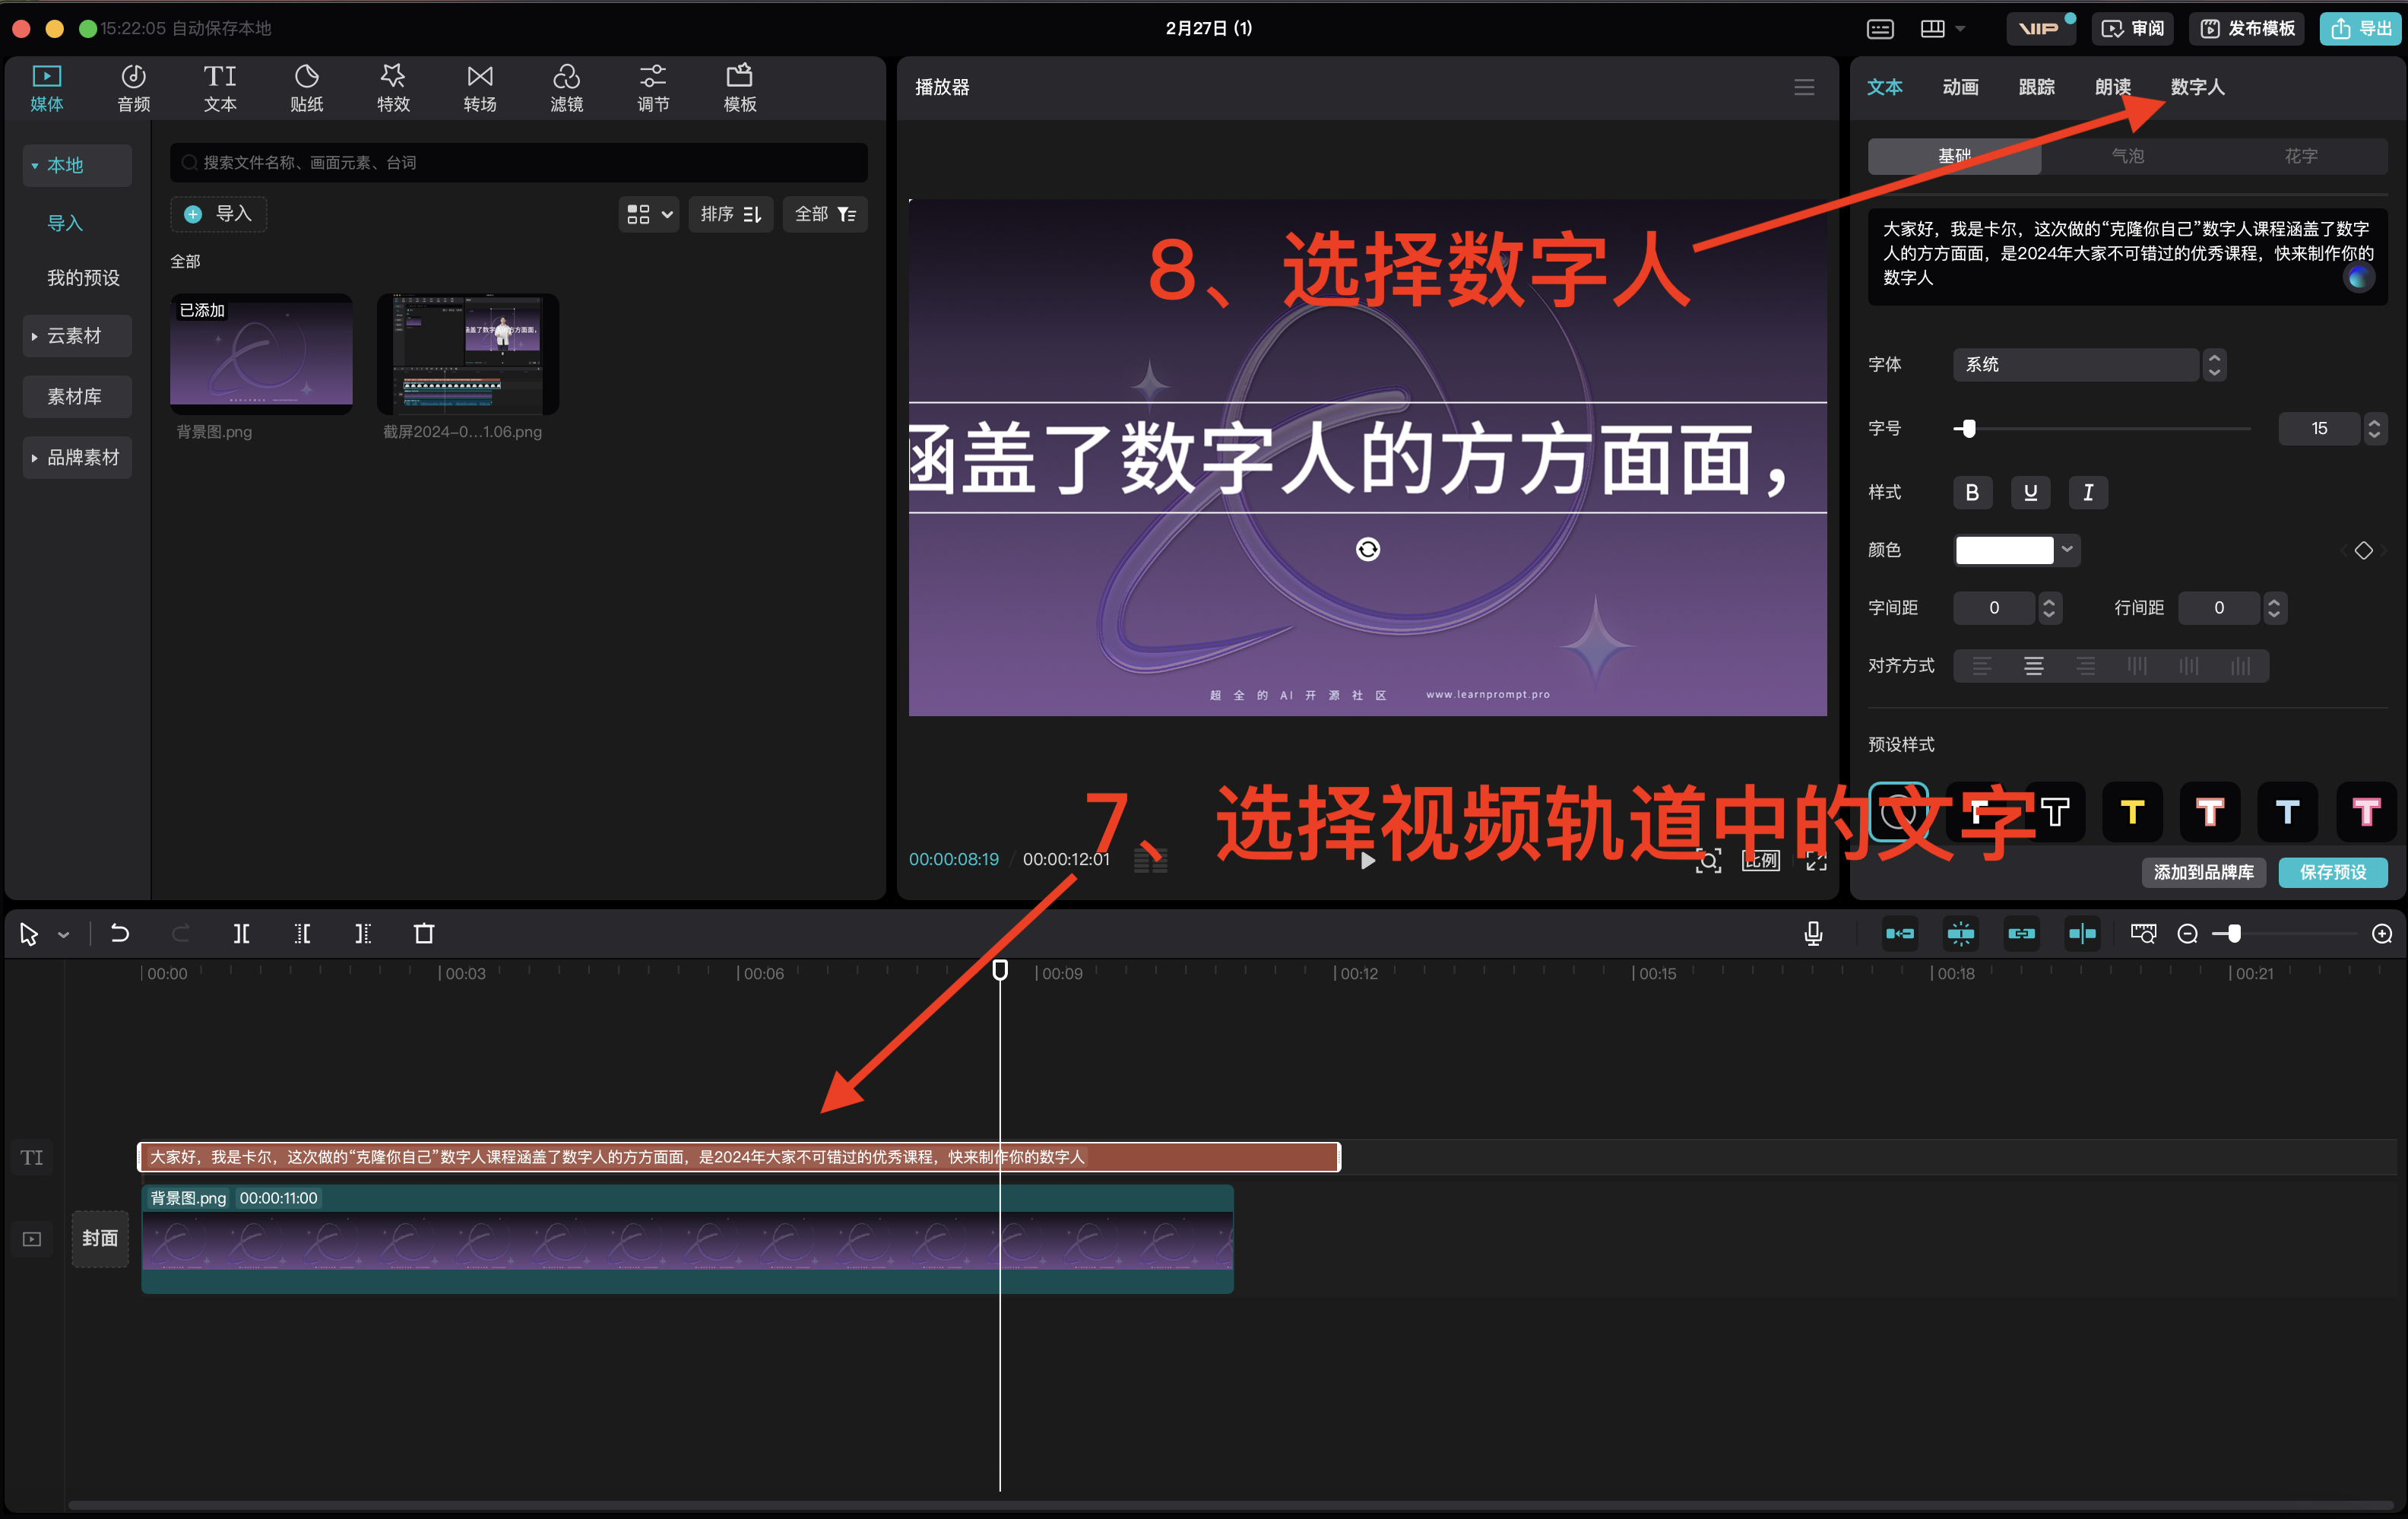 15:22:05 自动保存本地
2月27日 (1)
VIP
审阅
发布模板
导出
媒体
音频
文本
贴纸
特效
转场
滤镜
调节
模板
本地
导入
我的预设
云素材
素材库
品牌素材
搜索文件名称、画面元素、台词
导入
排序
全部
全部
已添加
背景图.png
截屏2024-0...1.06.png
播放器
8、选择数字人
涵盖了数字人的方方面面，
超全的AI开源社区
www.learnprompt.pro
7、选择视频轨道中的文字
00:00:08:19 / 00:00:12:01
比例
文本
动画
跟踪
朗读
数字人
基础
气泡
花字
大家好，我是卡尔，这次做的“克隆你自己”数字人课程涵盖了数字
人的方方面面，是2024年大家不可错过的优秀课程，快来制作你的
数字人
字体
系统
字号
15
样式
B
U
I
颜色
字间距
0
行间距
0
对齐方式
预设样式
T T T T T T
添加到品牌库
保存预设
00:00
00:03
00:06
00:09
00:12
00:15
00:18
00:21
TI
大家好，我是卡尔，这次做的“克隆你自己”数字人课程涵盖了数字人的方方面面，是2024年大家不可错过的优秀课程，快来制作你的数字人
背景图.png 00:00:11:00
封面